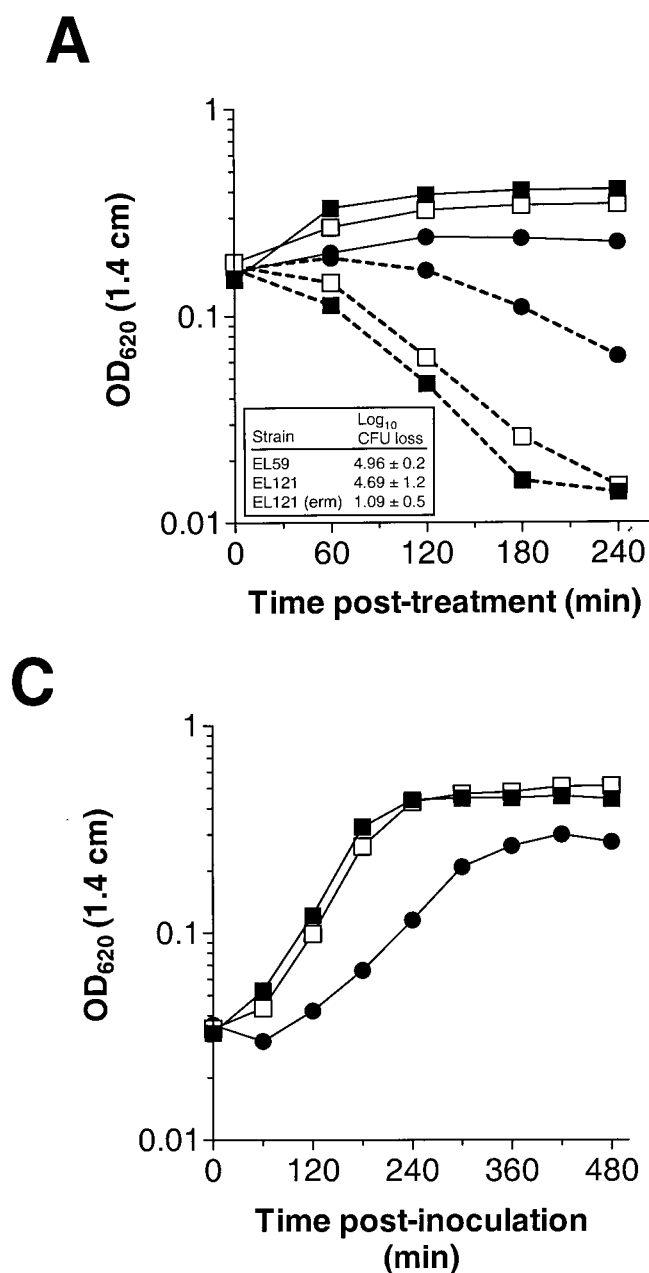 A
1
0.1
0.01
OD620 (1.4 cm)
Log10
Strain CFU loss
EL59 4.96 ± 0.2
EL121 4.69 ± 1.2
EL121 (erm) 1.09 ± 0.5
0 60 120 180 240
Time post-treatment (min)
C
1
0.1
0.01
OD620 (1.4 cm)
0 120 240 360 480
Time post-inoculation
(min)